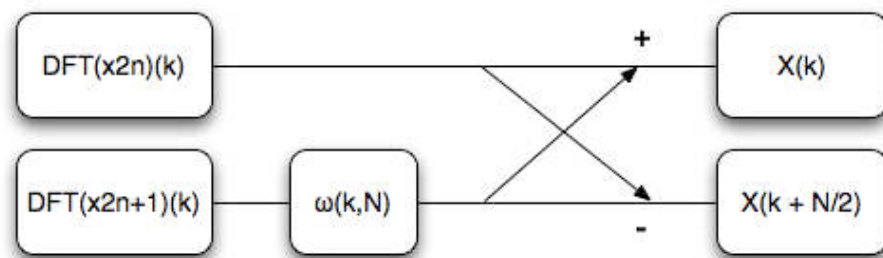 +
DFT(x2n)(k)
X(k)
DFT(x2n+1)(k)
ω(k,N)
X(k + N/2)
-